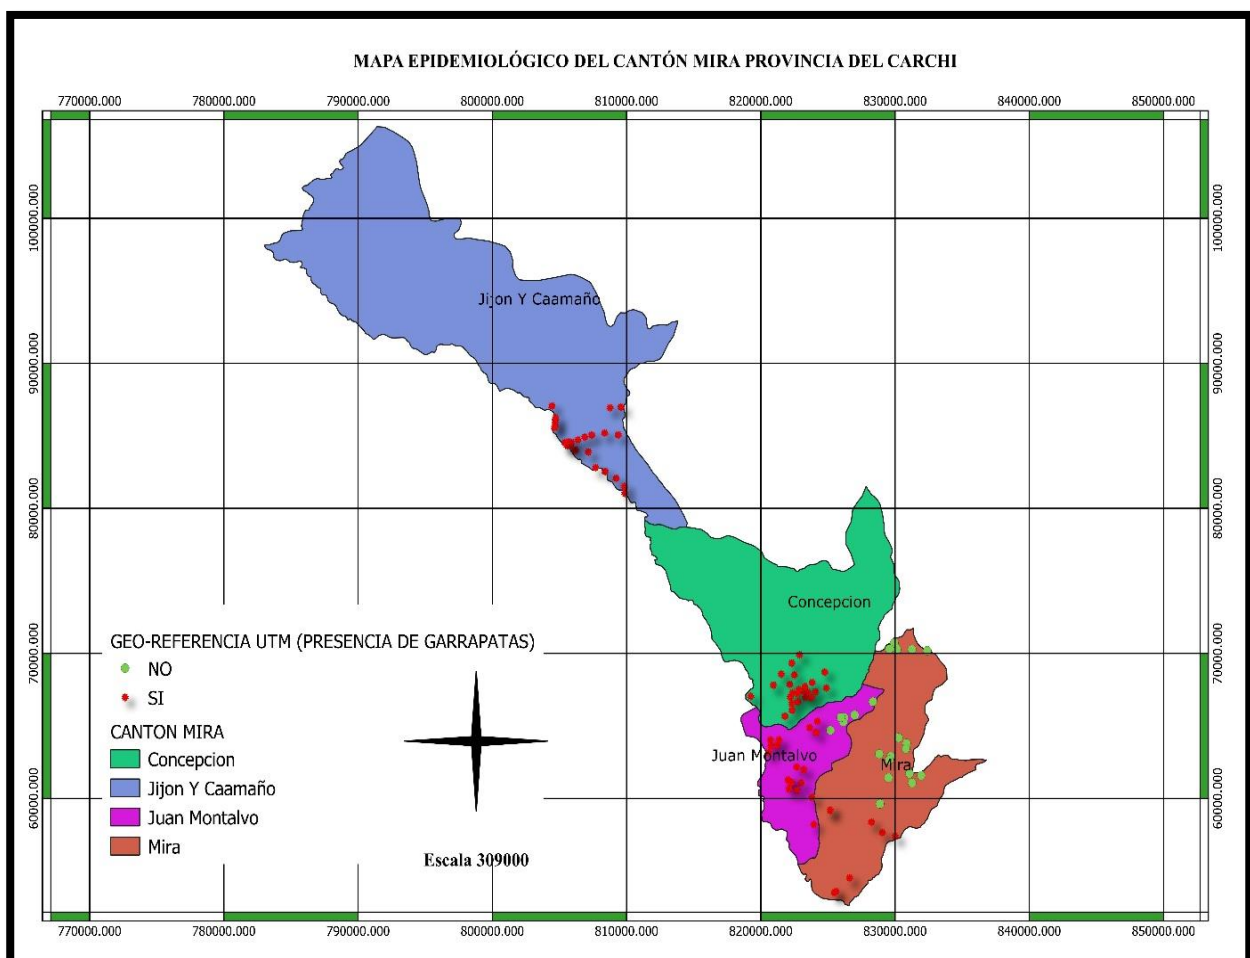 MAPA EPIDEMIOLÓGICO DEL CANTÓN MIRA PROVINCIA DEL CARCHI
770000.000 780000.000 790000.000 800000.000 810000.000 820000.000 830000.000 840000.000 850000.000
100000.000 100000.000
Jijon Y Caamaño
90000.000 90000.000
80000.000 80000.000
Concepcion
70000.000 70000.000
GEO-REFERENCIA UTM (PRESENCIA DE GARRAPATAS)
NO
SI
CANTON MIRA
Concepcion
Jijon Y Caamaño
Juan Montalvo
Mira
Juan Montalvo
Mira
60000.000 60000.000
Escala 309000
770000.000 780000.000 790000.000 800000.000 810000.000 820000.000 830000.000 840000.000 850000.000